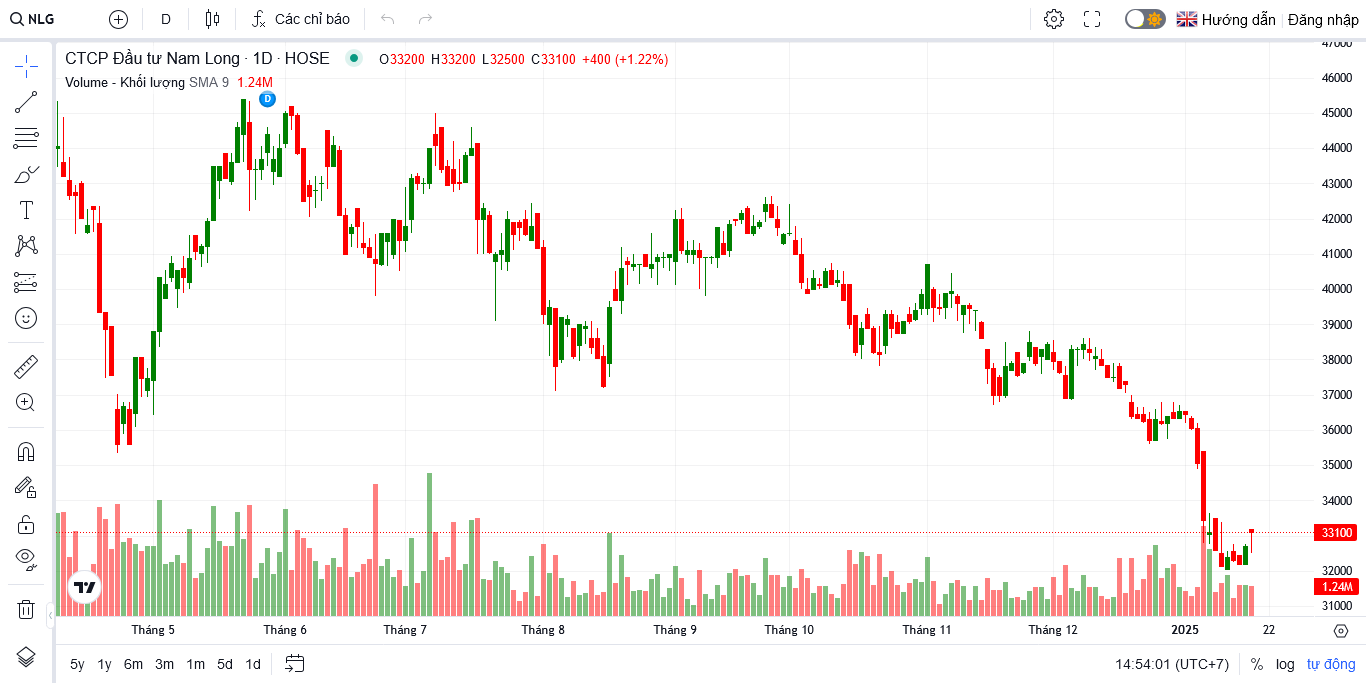 NLG D Các chỉ báo Hướng dẫn Đăng nhập
CTCP Đầu tư Nam Long · 1D · HOSE O33200 H33200 L32500 C33100 +400 (+1.22%)
Volume - Khối lượng SMA 9 1.24M
D
47000
46000
45000
44000
43000
42000
41000
40000
39000
38000
37000
36000
35000
34000
33100
32000
1.24M
31000
Tháng 5 Tháng 6 Tháng 7 Tháng 8 Tháng 9 Tháng 10 Tháng 11 Tháng 12 2025 22
5y 1y 6m 3m 1m 5d 1d 14:54:01 (UTC+7) % log tự động